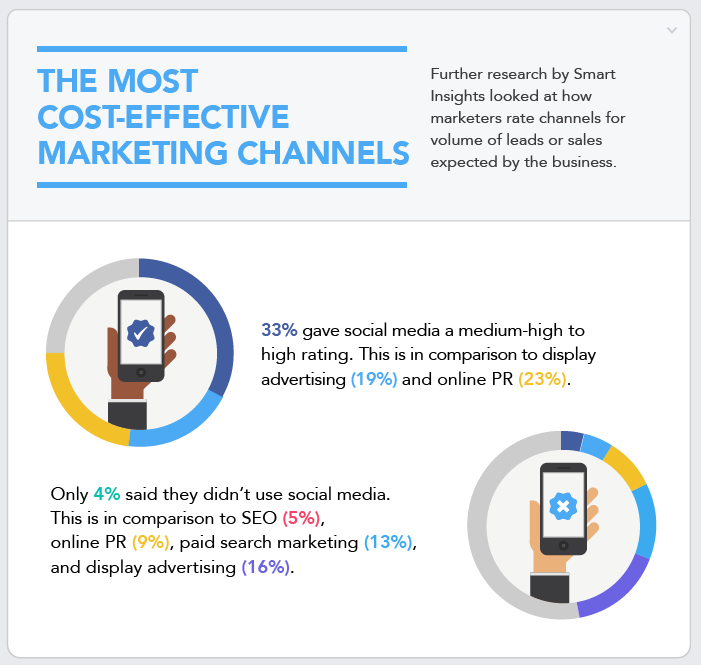 THE MOST
COST-EFFECTIVE
MARKETING CHANNELS
Further research by Smart
Insights looked at how
marketers rate channels for
volume of leads or sales
expected by the business.
33% gave social media a medium-high to
high rating. This is in comparison to display
advertising (19%) and online PR (23%).
Only 4% said they didn’t use social media.
This is in comparison to SEO (5%),
online PR (9%), paid search marketing (13%),
and display advertising (16%).